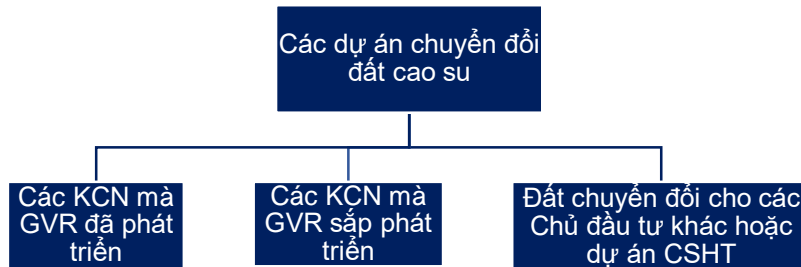 Các dự án chuyển đổi
đất cao su
Các KCN mà
GVR đã phát
triển
Các KCN mà
GVR sắp phát
triển
Đất chuyển đổi cho các
Chủ đầu tư khác hoặc
dự án CSHT